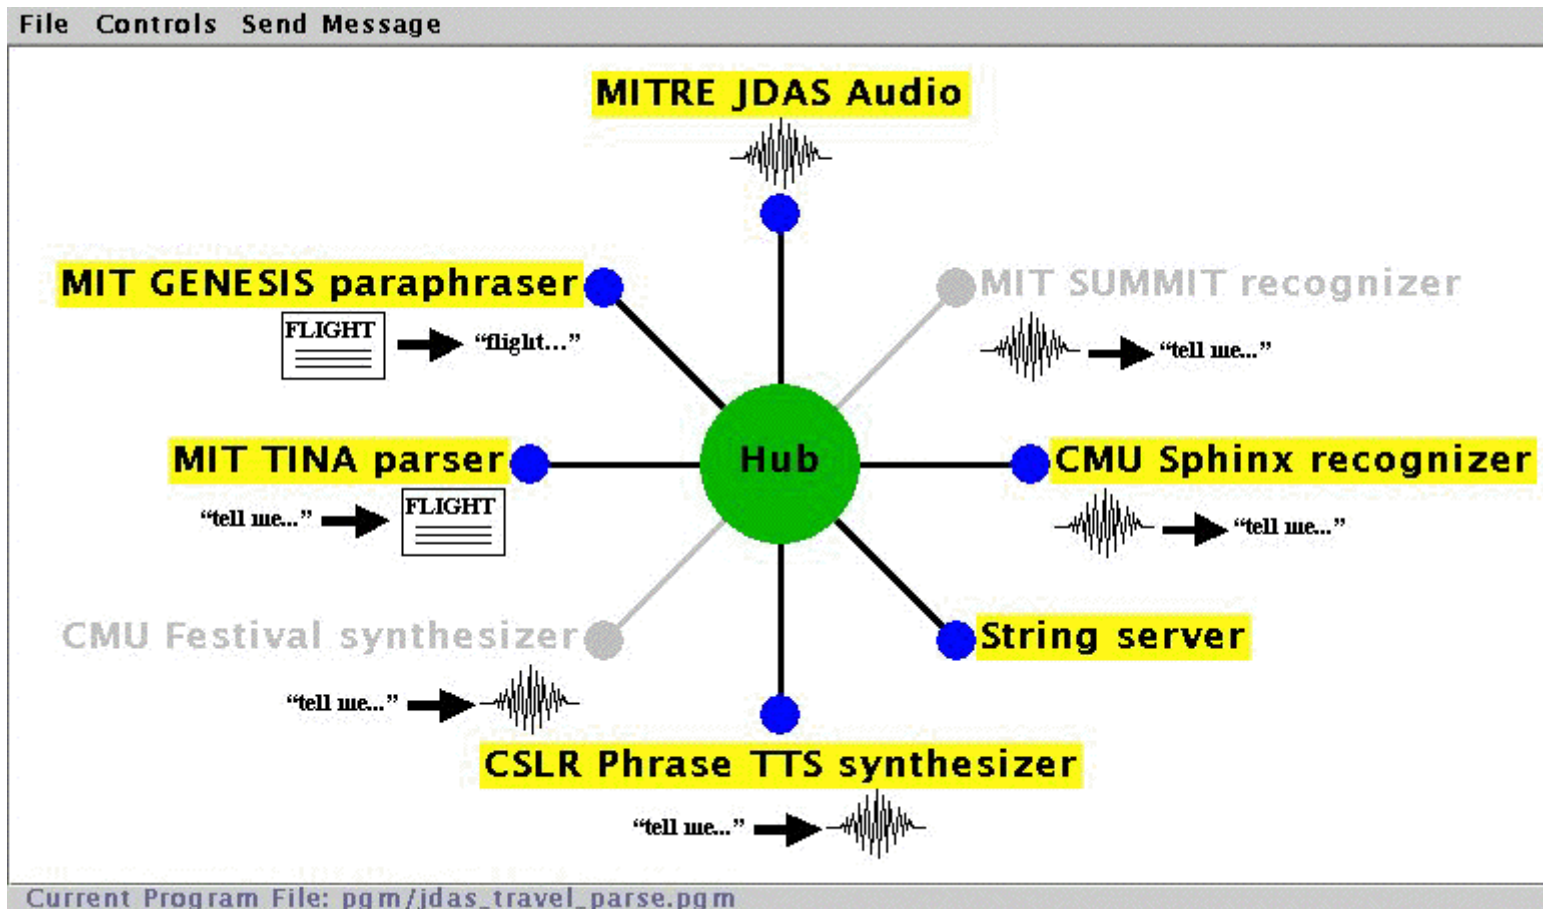 File Controls Send Message
MITRE JDAS Audio
MIT GENESIS paraphraser
MIT SUMMIT recognizer
FLIGHT
“flight...”
“tell me...”
MIT TINA parser
Hub
CMU Sphinx recognizer
“tell me...”
FLIGHT
“tell me...”
CMU Festival synthesizer
String server
“tell me...”
CSLR Phrase TTS synthesizer
“tell me...”
Current Program File: pgm/jdas_travel_parse.pgm